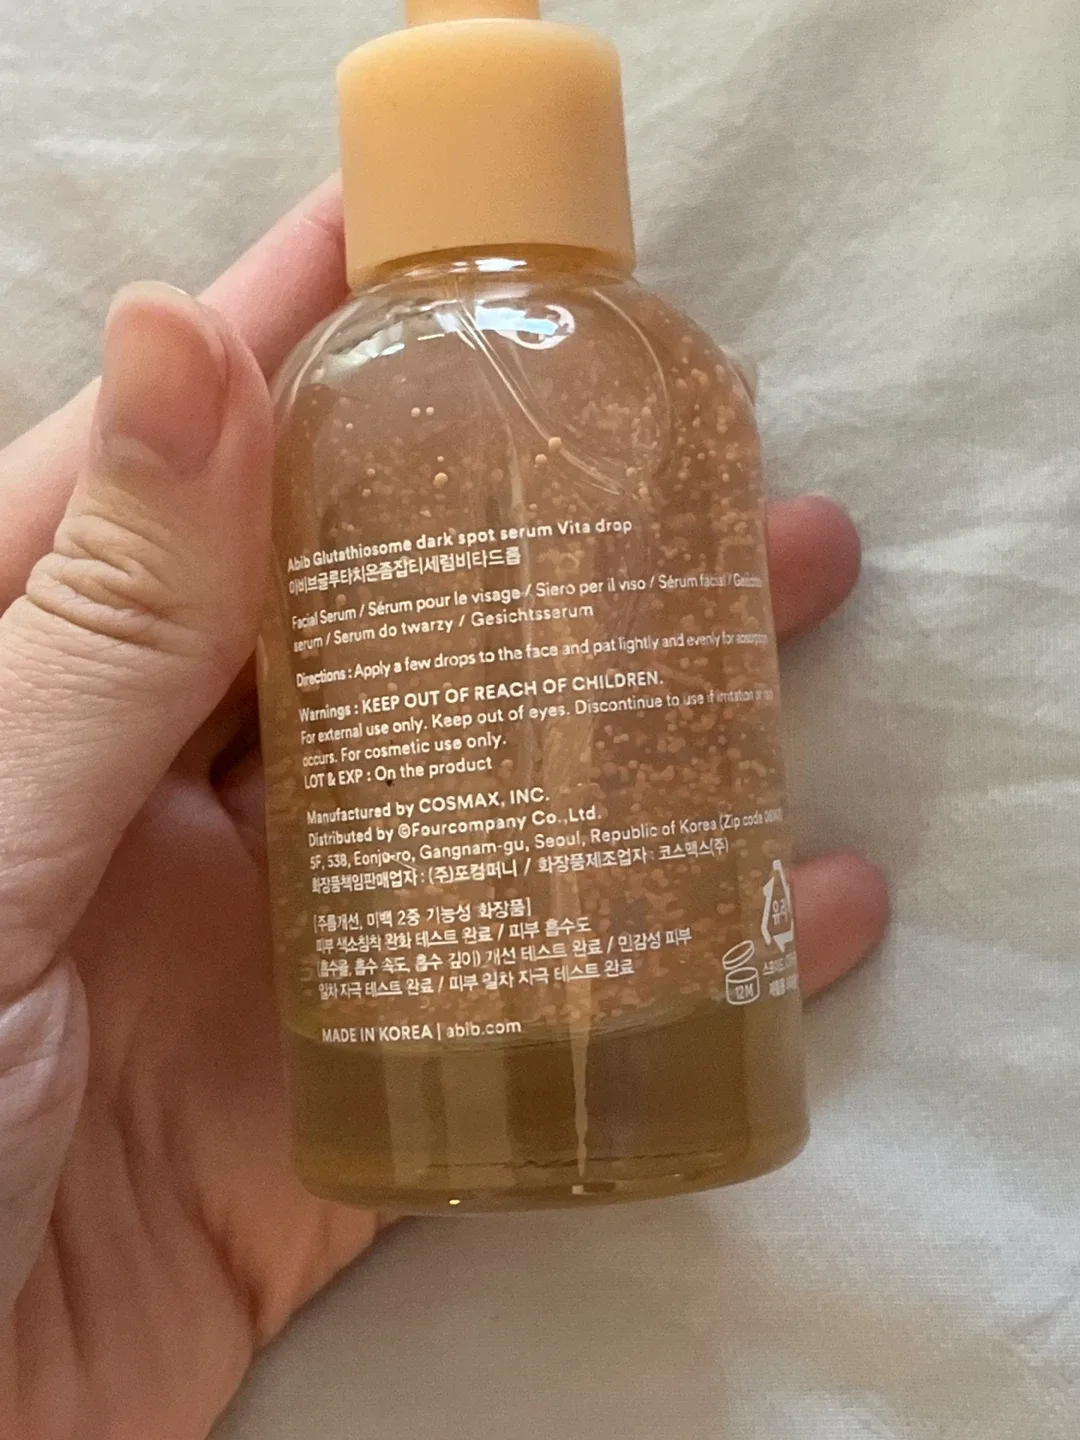 Abib Glutathiosome dark spot serum Vita drop
아비브글루타치온좀잡티세럼비타드롭
Facial Serum / Sérum pour le visage / Siero per il viso / Sérum facial / Gesichts
serum / Serum do twarzy / Gesichtsserum
Directions : Apply a few drops to the face and pat lightly and evenly for absorption
Warnings : KEEP OUT OF REACH OF CHILDREN.
For external use only. Keep out of eyes. Discontinue to use if irritation or rash
occurs. For cosmetic use only.
LOT & EXP : On the product
Manufactured by COSMAX, INC.
Distributed by ©Fourcompany Co.,Ltd.
5F, 538, Eonju-ro, Gangnam-gu, Seoul, Republic of Korea (Zip code
화장품책임판매업자 : (주)포컴퍼니 / 화장품제조업자 : 코스맥스(주)
[주름개선, 미백 2중 기능성 화장품]
피부 색소침착 완화 테스트 완료 / 피부 흡수도
(흡수율, 흡수 속도, 흡수 깊이) 개선 테스트 완료 / 민감성 피부
일차 자극 테스트 완료 / 피부 일차 자극 테스트 완료
유리
12M
MADE IN KOREA | abib.com